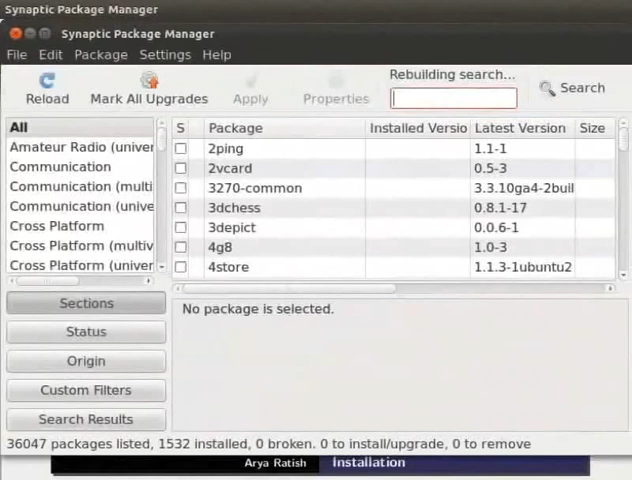 Synaptic Package Manager
Synaptic Package Manager
File Edit Package Settings Help
Rebuilding search...
Reload Mark All Upgrades Apply Properties Search
All
Amateur Radio (univer
Communication
Communication (multi
Communication (unive
Cross Platform
Cross Platform (multiv
Cross Platform (univer
S Package Installed Versio Latest Version Size
2ping 1.1-1
2vcard 0.5-3
3270-common 3.3.10ga4-2buil
3dchess 0.8.1-17
3depict 0.0.6-1
4g8 1.0-3
4store 1.1.3-1ubuntu2
Sections
Status
Origin
Custom Filters
Search Results
No package is selected.
36047 packages listed, 1532 installed, 0 broken. 0 to install/upgrade, 0 to remove
Arya Ratish Installation